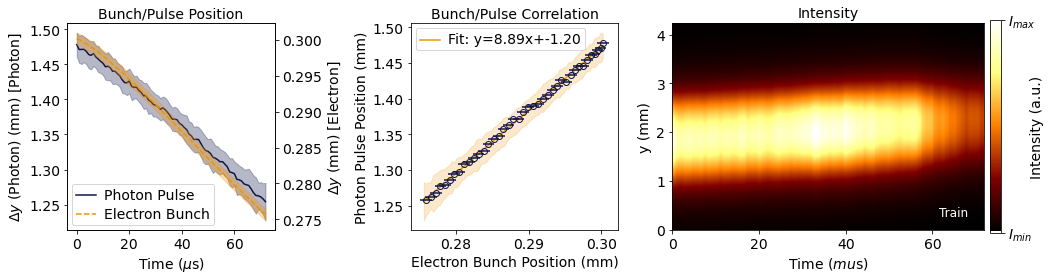 Bunch/Pulse Position
Δy (Photon) (mm) [Photon]
1.50
1.45
1.40
1.35
1.30
1.25
0.300
0.295
0.290
0.285
0.280
0.275
Δy (mm) [Electron]
Photon Pulse
Electron Bunch
0 20 40 60
Time (μs)
Bunch/Pulse Correlation
Photon Pulse Position (mm)
1.50
1.45
1.40
1.35
1.30
1.25
Fit: y=8.89x+-1.20
0.28 0.29 0.30
Electron Bunch Position (mm)
Intensity
y (mm)
4
3
2
1
0
Train
0 20 40 60
Time (mus)
Imax
Imin
Intensity (a.u.)